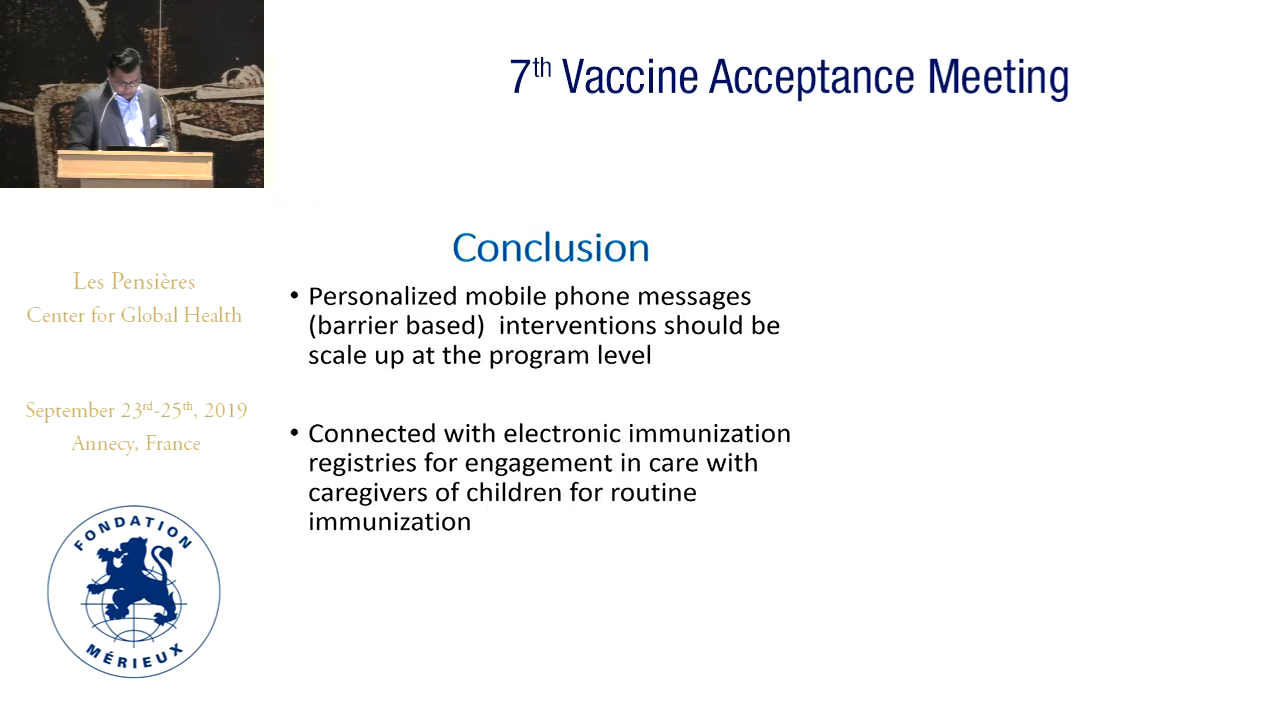 7th Vaccine Acceptance Meeting
Les Pensières
Center for Global Health
September 23rd-25th, 2019
Annecy, France
FONDATION
MÉRIEUX
Conclusion
• Personalized mobile phone messages
(barrier based) interventions should be
scale up at the program level
• Connected with electronic immunization
registries for engagement in care with
caregivers of children for routine
immunization